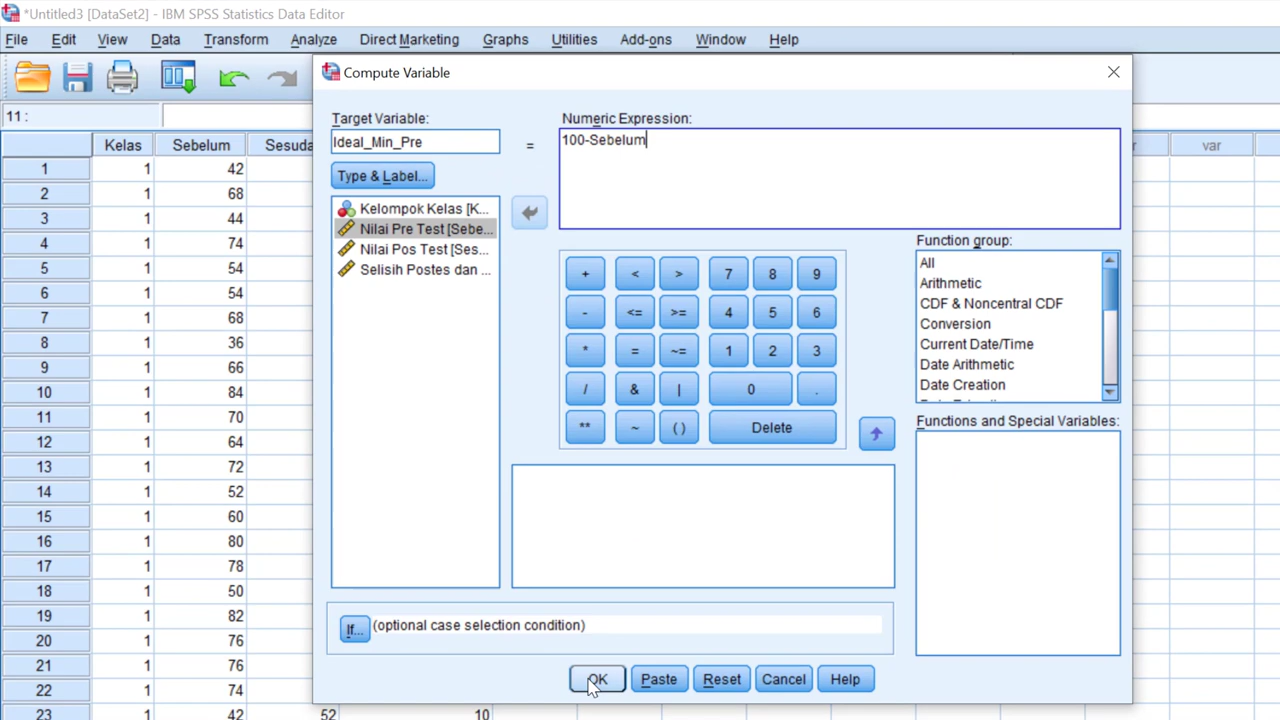 *Untitled3 [DataSet2] - IBM SPSS Statistics Data Editor
File Edit View Data Transform Analyze Direct Marketing Graphs Utilities Add-ons Window Help
11 :
Compute Variable
Target Variable:
Ideal_Min_Pre
=
Numeric Expression:
100-Sebelum
Type & Label...
Kelompok Kelas [K...
Nilai Pre Test [Sebe...
Nilai Pos Test [Ses...
Selisih Postes dan ...
+ < > 7 8 9
- <= >= 4 5 6
* = ~= 1 2 3
/ & | 0 .
** ~ ( ) Delete
Function group:
All
Arithmetic
CDF & Noncentral CDF
Conversion
Current Date/Time
Date Arithmetic
Date Creation
Functions and Special Variables:
If... (optional case selection condition)
OK Paste Reset Cancel Help
Kelas Sebelum Sesuda var
1 1 42
2 1 68
3 1 44
4 1 74
5 1 54
6 1 54
7 1 68
8 1 36
9 1 66
10 1 84
11 1 70
12 1 64
13 1 72
14 1 52
15 1 60
16 1 80
17 1 78
18 1 50
19 1 82
20 1 76
21 1 76
22 1 74
23 1 42 52 10